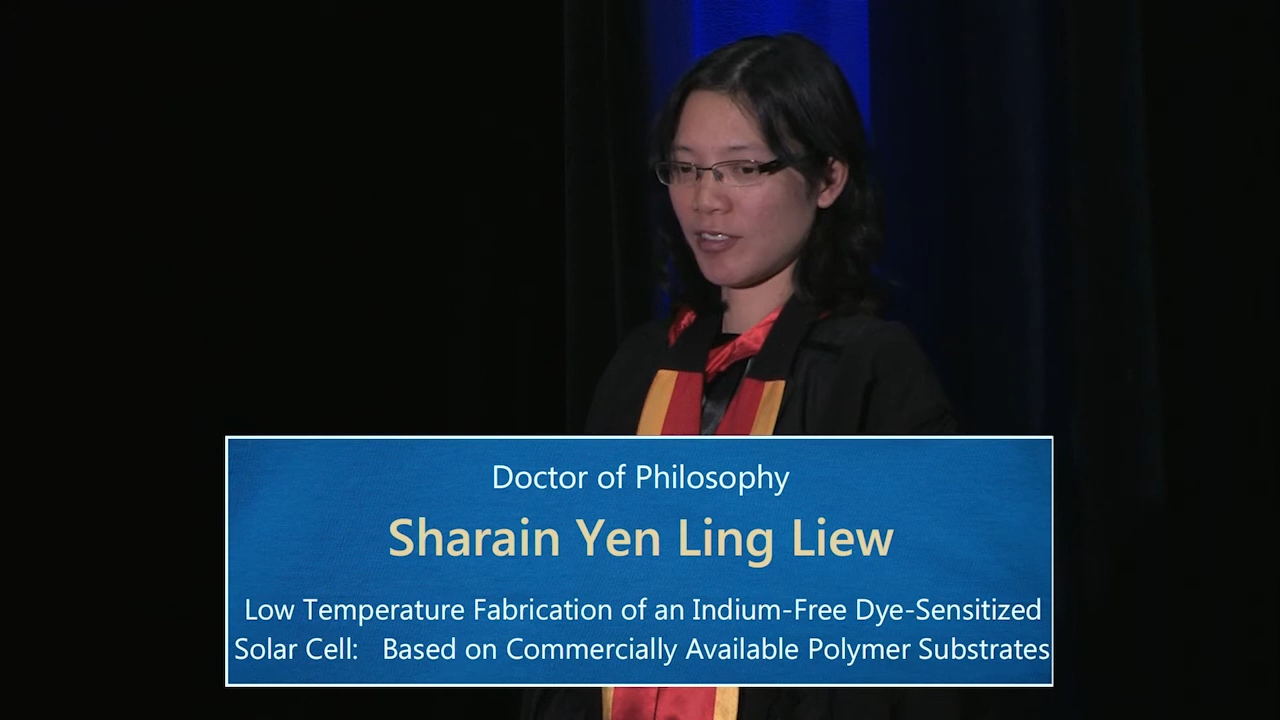 Doctor of Philosophy
Sharain Yen Ling Liew
Low Temperature Fabrication of an Indium-Free Dye-Sensitized
Solar Cell: Based on Commercially Available Polymer Substrates